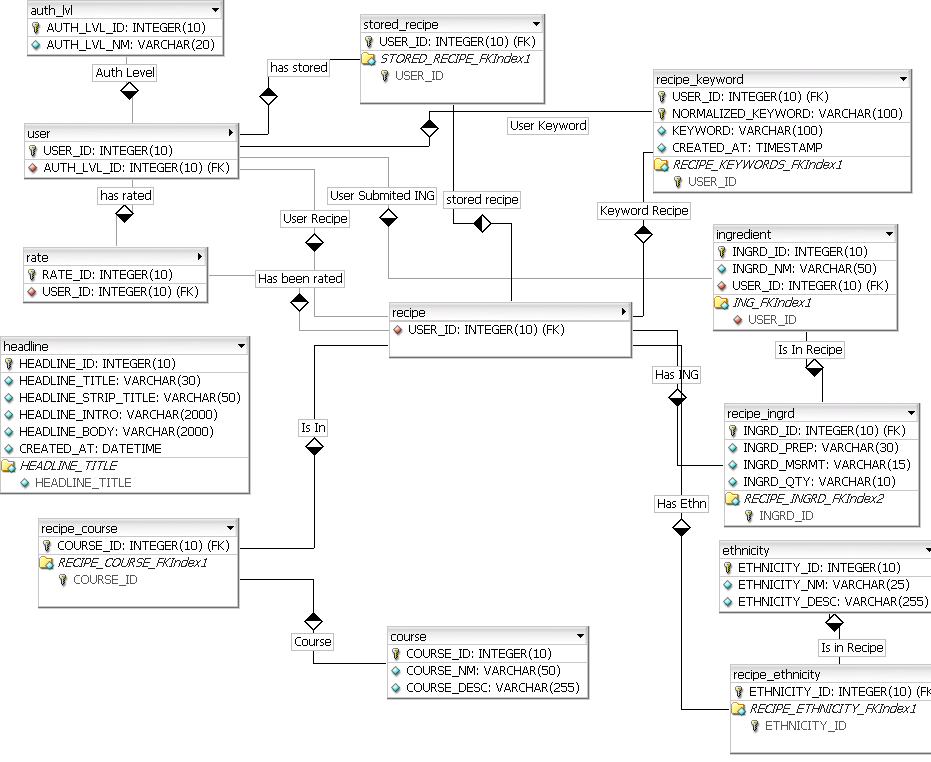 auth_lvl
AUTH_LVL_ID: INTEGER(10)
AUTH_LVL_NM: VARCHAR(20)
Auth Level
has stored
stored_recipe
USER_ID: INTEGER(10) (FK)
STORED_RECIPE_FKIndex1
USER_ID
recipe_keyword
USER_ID: INTEGER(10) (FK)
NORMALIZED_KEYWORD: VARCHAR(100)
KEYWORD: VARCHAR(100)
CREATED_AT: TIMESTAMP
RECIPE_KEYWORDS_FKIndex1
USER_ID
User Keyword
user
USER_ID: INTEGER(10)
AUTH_LVL_ID: INTEGER(10) (FK)
has rated
User Submited ING
stored recipe
User Recipe
Keyword Recipe
rate
RATE_ID: INTEGER(10)
USER_ID: INTEGER(10) (FK)
Has been rated
ingredient
INGRD_ID: INTEGER(10)
INGRD_NM: VARCHAR(50)
USER_ID: INTEGER(10) (FK)
ING_FKIndex1
USER_ID
recipe
USER_ID: INTEGER(10) (FK)
Is In Recipe
headline
HEADLINE_ID: INTEGER(10)
HEADLINE_TITLE: VARCHAR(30)
HEADLINE_STRIP_TITLE: VARCHAR(50)
HEADLINE_INTRO: VARCHAR(2000)
HEADLINE_BODY: VARCHAR(2000)
CREATED_AT: DATETIME
HEADLINE_TITLE
HEADLINE_TITLE
Has ING
Is In
recipe_ingrd
INGRD_ID: INTEGER(10) (FK)
INGRD_PREP: VARCHAR(30)
INGRD_MSRMT: VARCHAR(15)
INGRD_QTY: VARCHAR(10)
RECIPE_INGRD_FKIndex2
INGRD_ID
Has Ethn
recipe_course
COURSE_ID: INTEGER(10) (FK)
RECIPE_COURSE_FKIndex1
COURSE_ID
ethnicity
ETHNICITY_ID: INTEGER(10)
ETHNICITY_NM: VARCHAR(25)
ETHNICITY_DESC: VARCHAR(255)
Course
course
COURSE_ID: INTEGER(10)
COURSE_NM: VARCHAR(50)
COURSE_DESC: VARCHAR(255)
Is in Recipe
recipe_ethnicity
ETHNICITY_ID: INTEGER(10) (FK
RECIPE_ETHNICITY_FKIndex1
ETHNICITY_ID